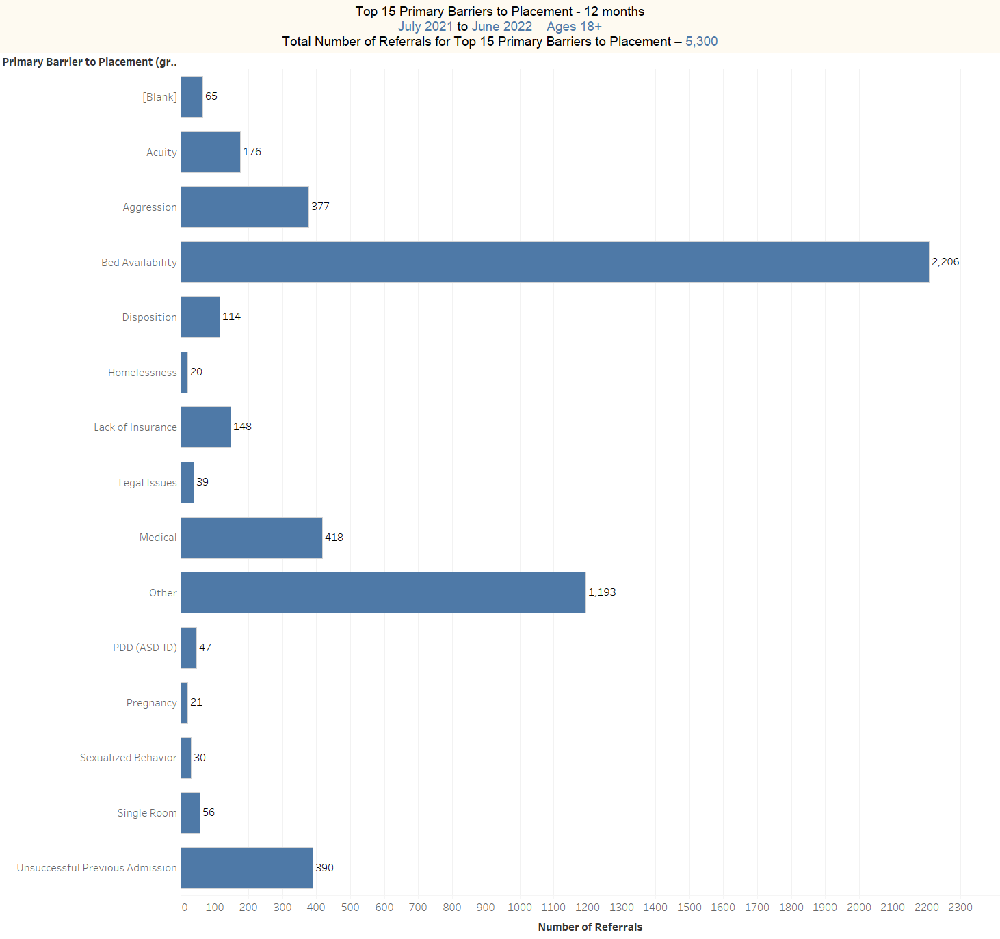 Top 15 Primary Barriers to Placement - 12 months
July 2021 to June 2022 Ages 18+
Total Number of Referrals for Top 15 Primary Barriers to Placement – 5,300
Primary Barrier to Placement (gr..
[Blank] 65
Acuity 176
Aggression 377
Bed Availability 2,206
Disposition 114
Homelessness 20
Lack of Insurance 148
Legal Issues 39
Medical 418
Other 1,193
PDD (ASD-ID) 47
Pregnancy 21
Sexualized Behavior 30
Single Room 56
Unsuccessful Previous Admission 390
0 100 200 300 400 500 600 700 800 900 1000 1100 1200 1300 1400 1500 1600 1700 1800 1900 2000 2100 2200 2300
Number of Referrals